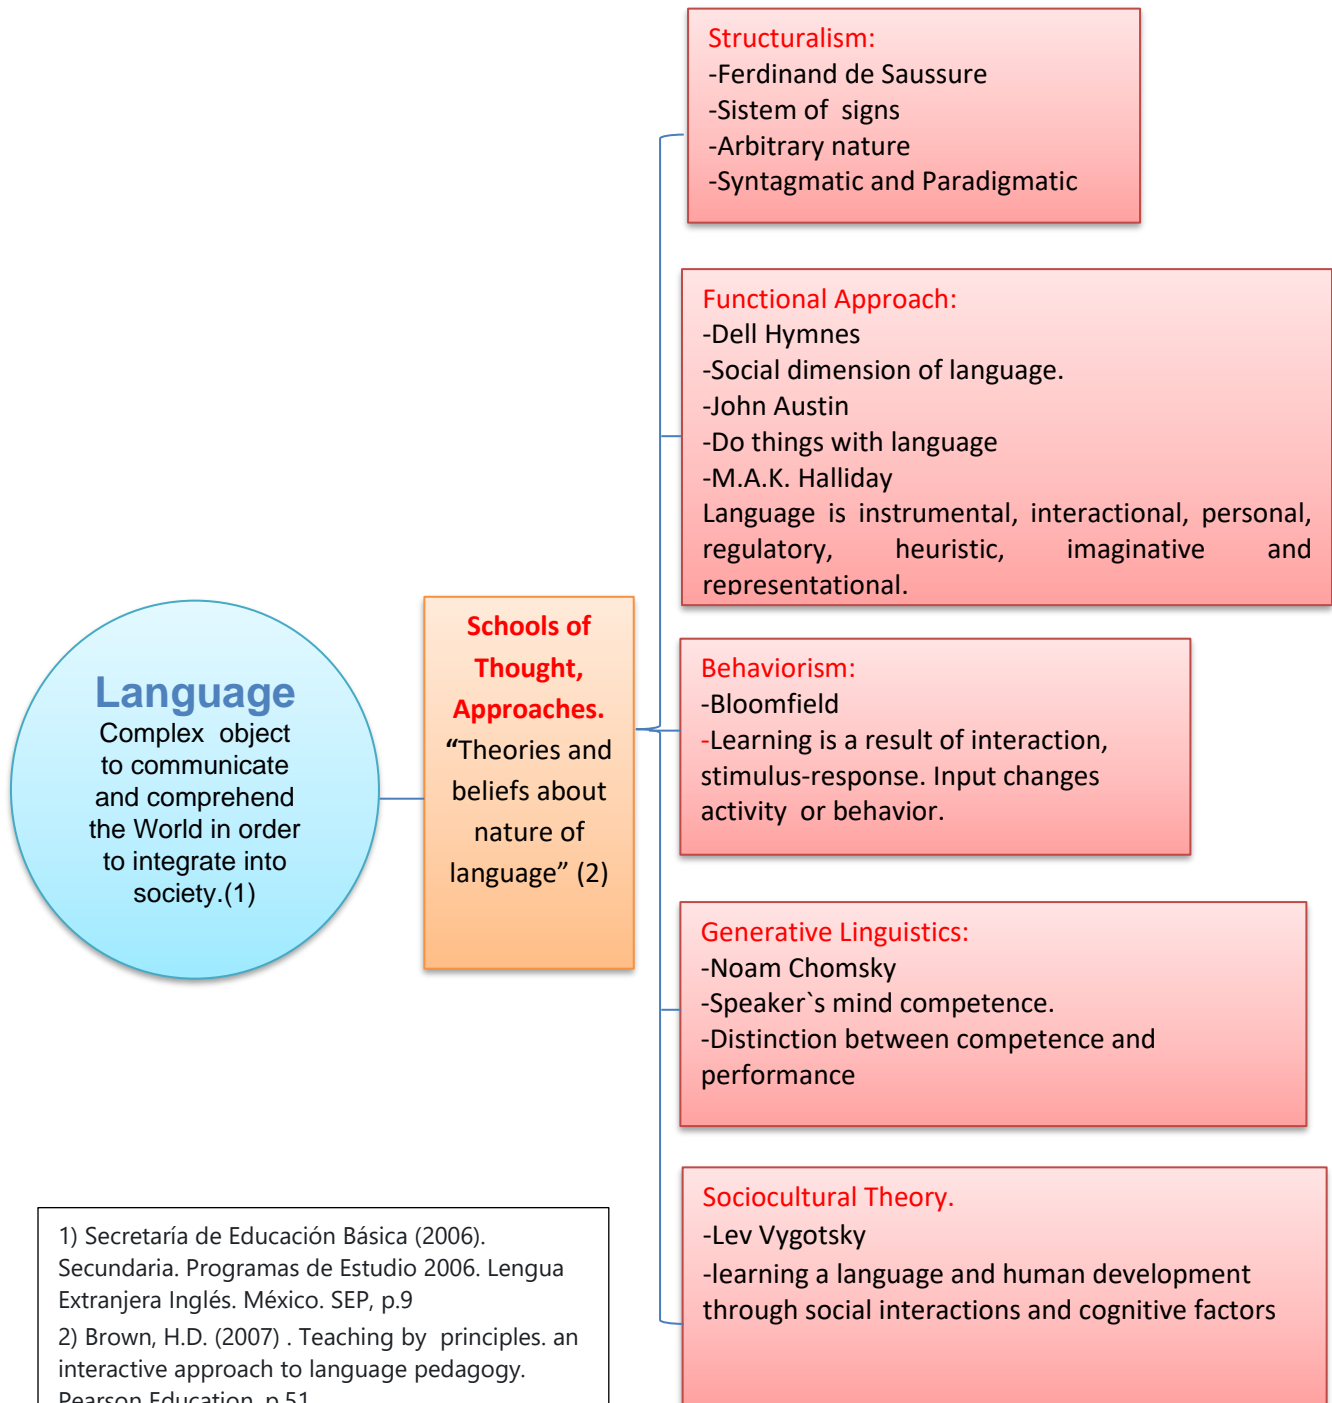 Structuralism:
-Ferdinand de Saussure
-Sistem of  signs
-Arbitrary nature
-Syntagmatic and Paradigmatic
Functional Approach:
-Dell Hymnes
-Social dimension of language.
-John Austin
-Do things with language
-M.A.K. Halliday
Language is instrumental, interactional, personal,
regulatory, heuristic, imaginative and
representational.
Language
Complex  object
to communicate
and comprehend
the World in order
to integrate into
society.(1)
Schools of
Thought,
Approaches.
“Theories and
beliefs about
nature of
language” (2)
Behaviorism:
-Bloomfield
-Learning is a result of interaction,
stimulus-response. Input changes
activity  or behavior.
Generative Linguistics:
-Noam Chomsky
-Speaker`s mind competence.
-Distinction between competence and
performance
Sociocultural Theory.
-Lev Vygotsky
-learning a language and human development
through social interactions and cognitive factors
1) Secretaría de Educación Básica (2006).
Secundaria. Programas de Estudio 2006. Lengua
Extranjera Inglés. México. SEP, p.9
2) Brown, H.D. (2007) . Teaching by  principles. an
interactive approach to language pedagogy.
Pearson Education. p.51